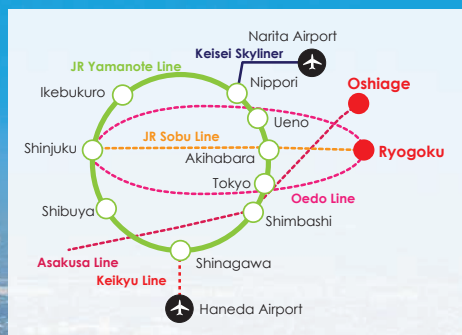 Narita Airport
Keisei Skyliner
JR Yamanote Line
Nippori
Oshiage
Ikebukuro
Ueno
JR Sobu Line
Shinjuku
Akihabara
Ryogoku
Tokyo
Oedo Line
Shibuya
Shimbashi
Asakusa Line
Shinagawa
Keikyu Line
Haneda Airport